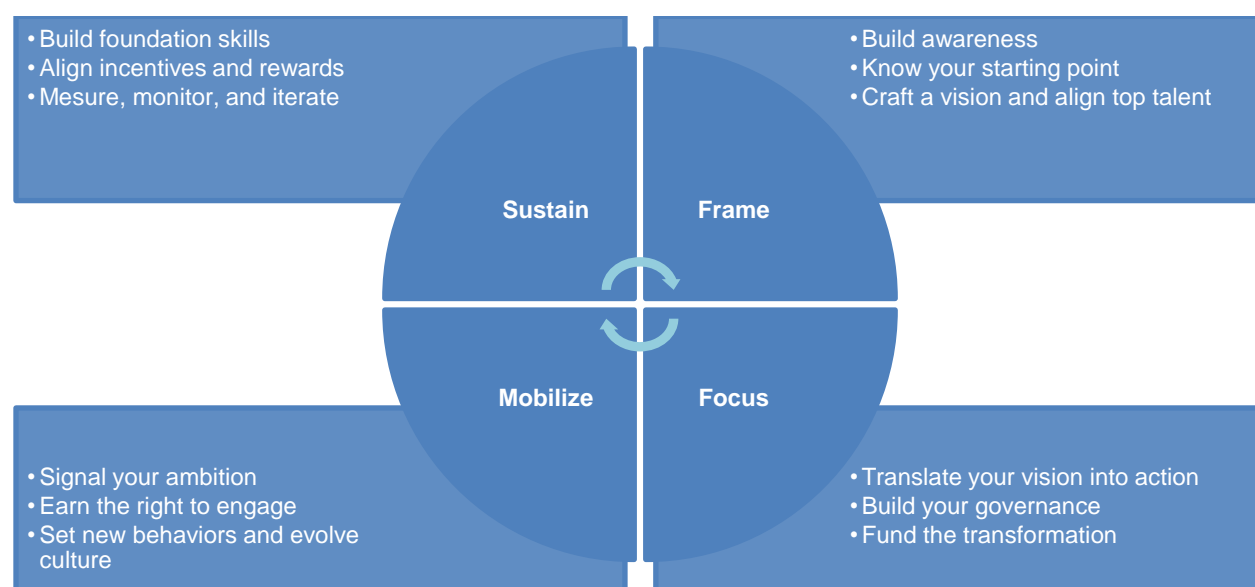 • Build foundation skills
• Align incentives and rewards
• Mesure, monitor, and iterate
• Build awareness
• Know your starting point
• Craft a vision and align top talent
Sustain
Frame
Mobilize
Focus
• Signal your ambition
• Earn the right to engage
• Set new behaviors and evolve
culture
• Translate your vision into action
• Build your governance
• Fund the transformation